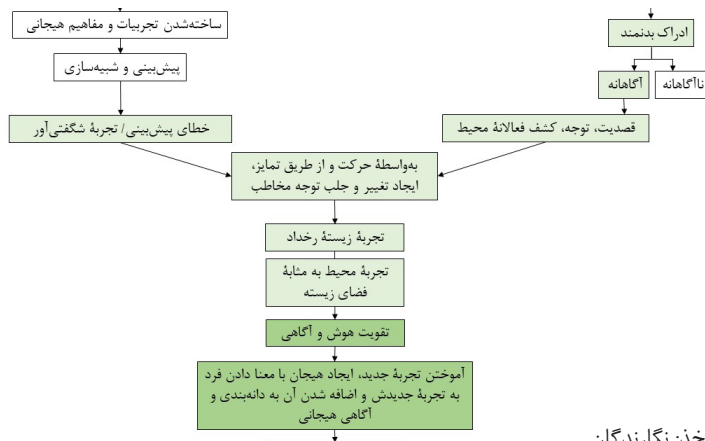 ساخته‌شدن تجربیات و مفاهیم هیجانی
ادراک بدنمند
پیش‌بینی و شبیه‌سازی
آگاهانه
ناآگاهانه
خطای پیش‌بینی/ تجربهٔ شگفتی‌آور
قصدیت، توجه، کشف فعالانهٔ محیط
به‌واسطهٔ حرکت و از طریق تمایز،
ایجاد تغییر و جلب توجه مخاطب
تجربهٔ زیستهٔ رخداد
تجربهٔ محیط به مثابهٔ
فضای زیسته
تقویت هوش و آگاهی
آموختن تجربهٔ جدید، ایجاد هیجان با معنا دادن فرد
به تجربهٔ جدیدش و اضافه شدن آن به دانه‌بندی و
آگاهی هیجانی
نگارندگان